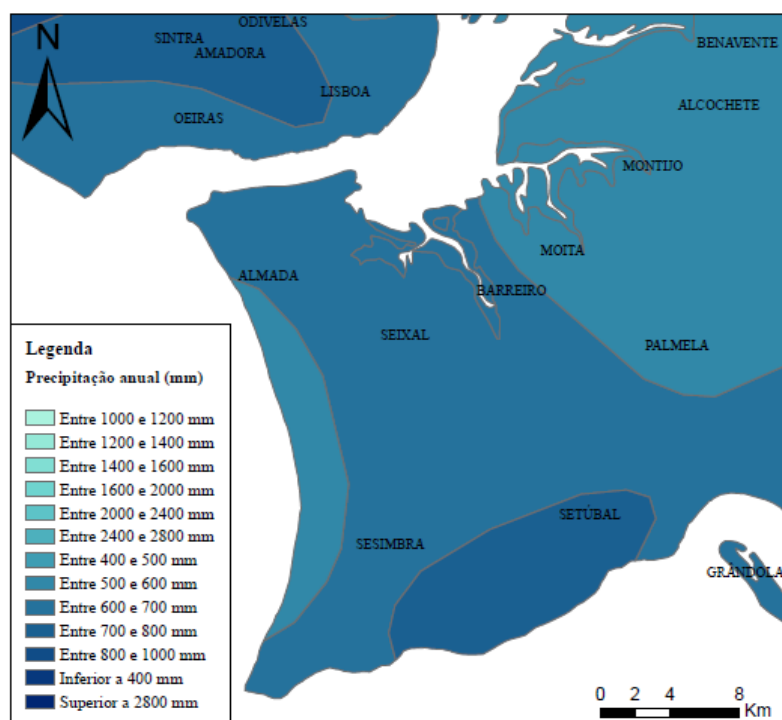 ODIVELAS
N
SINTRA
BENAVENTE
AMADORA
LISBOA
ALCOCHETE
OEIRAS
MONTIJO
MOITA
ALMADA
BARREIRO
SEIXAL
PALMELA
Legenda
Precipitação anual (mm)
Entre 1000 e 1200 mm
Entre 1200 e 1400 mm
Entre 1400 e 1600 mm
Entre 1600 e 2000 mm
Entre 2000 e 2400 mm
Entre 2400 e 2800 mm
Entre 400 e 500 mm
Entre 500 e 600 mm
Entre 600 e 700 mm
Entre 700 e 800 mm
Entre 800 e 1000 mm
Inferior a 400 mm
Superior a 2800 mm
SETÚBAL
SESIMBRA
GRÂNDOLA
0 2 4 8
Km